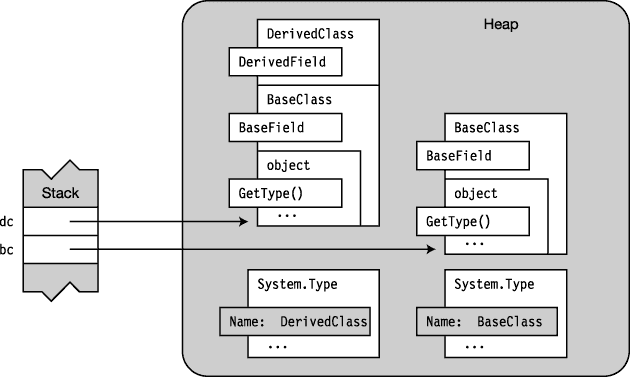 Heap
DerivedClass
DerivedField
BaseClass
BaseField
object
GetType()
...
BaseClass
BaseField
object
GetType()
...
Stack
dc
bc
System.Type
Name: DerivedClass
...
System.Type
Name: BaseClass
...